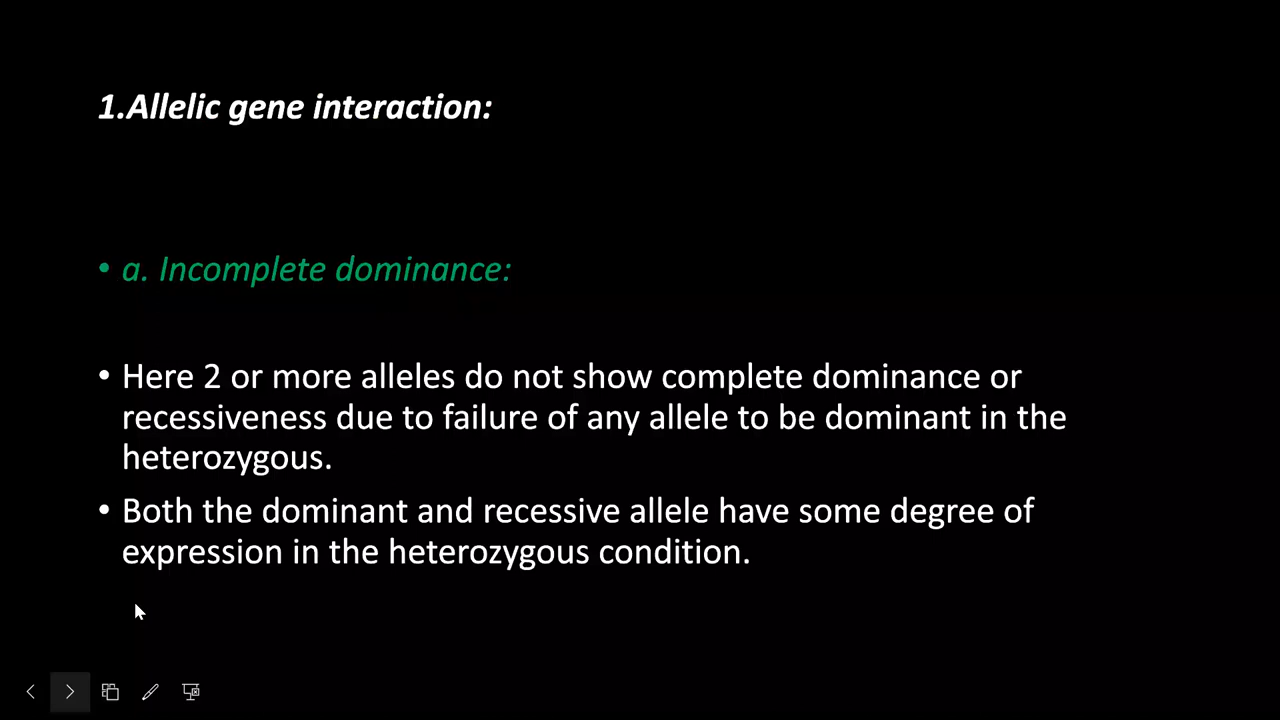 1.Allelic gene interaction:
• a. Incomplete dominance:
• Here 2 or more alleles do not show complete dominance or
recessiveness due to failure of any allele to be dominant in the
heterozygous.
• Both the dominant and recessive allele have some degree of
expression in the heterozygous condition.